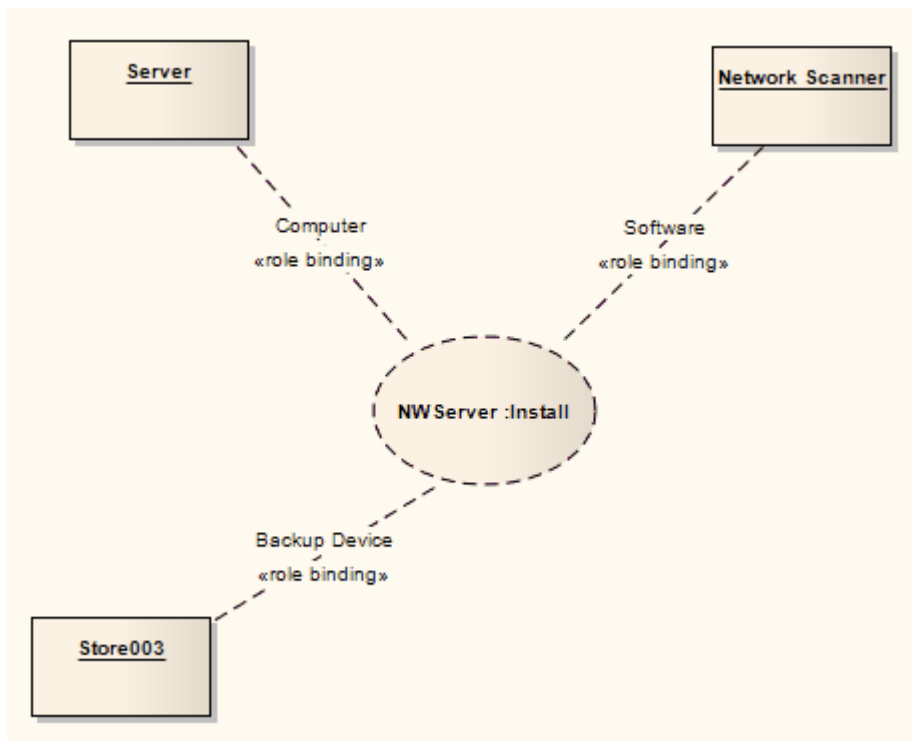 Server
Network Scanner
Computer
«role binding»
Software
«role binding»
NWServer :Install
Backup Device
«role binding»
Store003